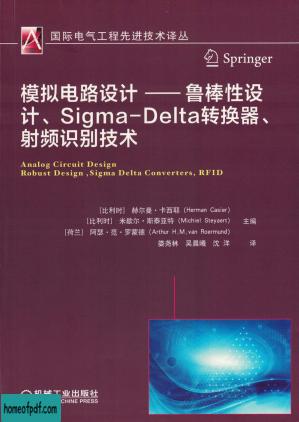 国际电气工程先进技术译丛
Springer
模拟电路设计——鲁棒性设
计、Sigma-Delta转换器、
射频识别技术
Analog Circuit Design
Robust Design ,Sigma Delta Converters, RFID
[比利时] 赫尔曼·卡西耶 (Herman Casier)
[比利时] 米歇尔·斯泰亚特 (Michiel Steyaert) 主编
[荷兰] 阿瑟·范·罗蒙德 (Arthur H.M. van Roermund)
晏尧林 吴晨曦 沈洋 译
机械工业出版社
CHINA MACHINE PRESS
homeofpdf.com
homeofpdf.com